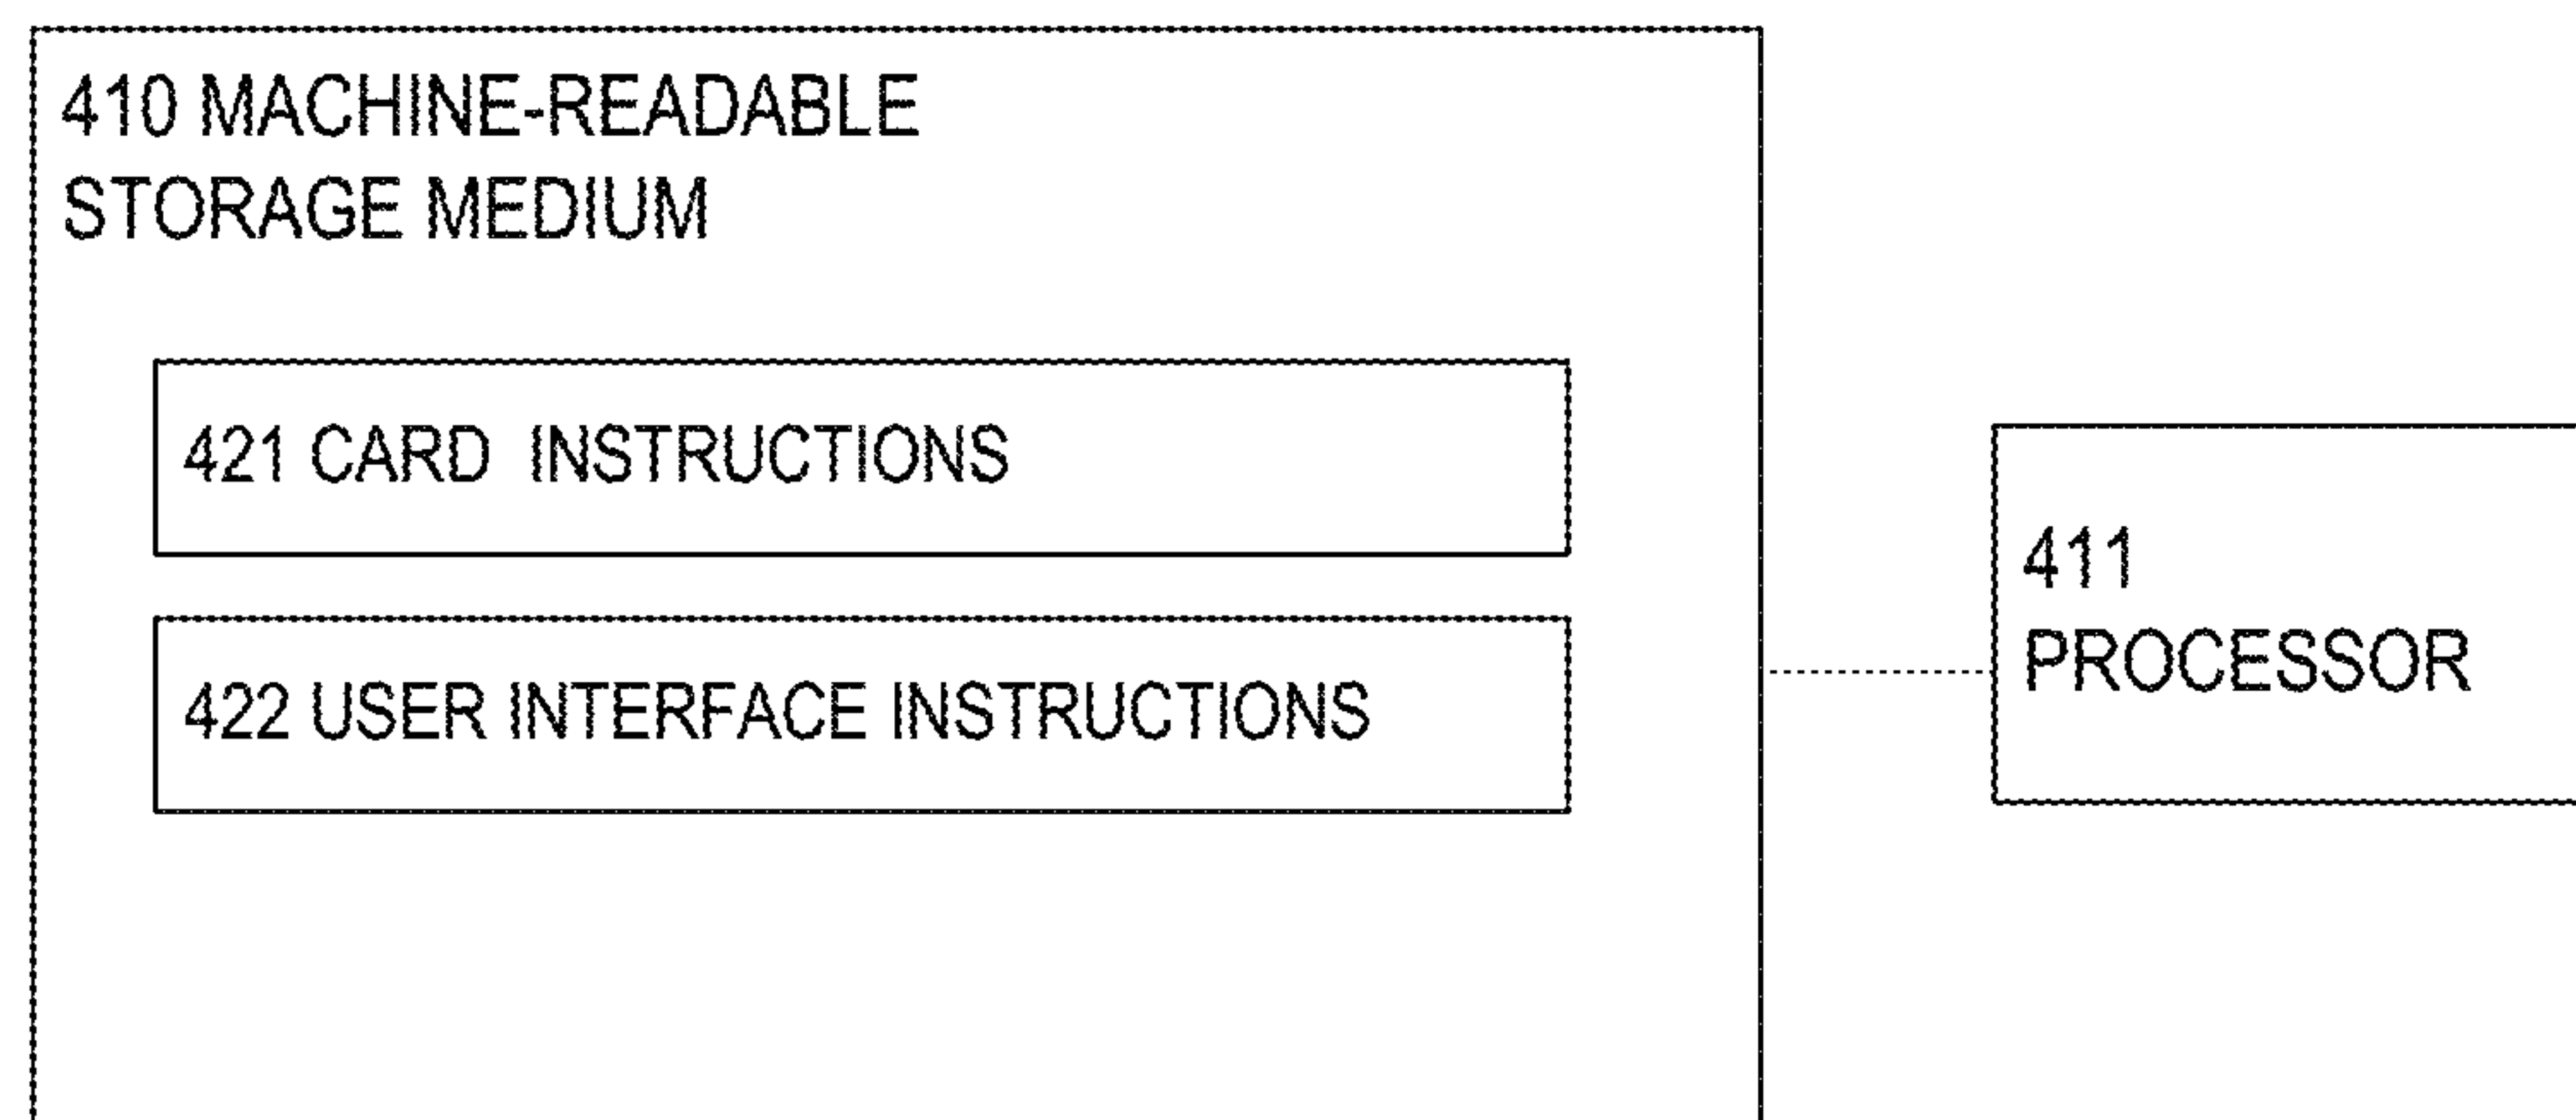 410 MACHINE-READABLE
STORAGE MEDIUM
421 CARD INSTRUCTIONS
422 USER INTERFACE INSTRUCTIONS
411
PROCESSOR